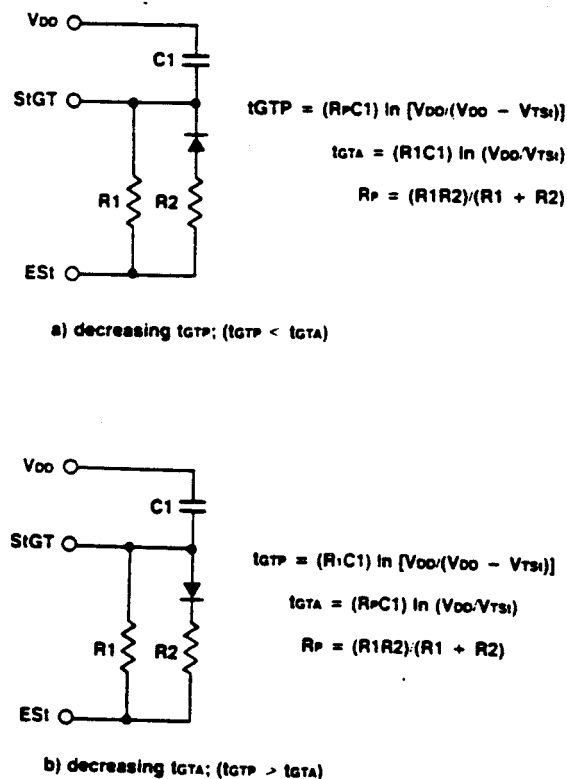 VDD
C1
StGT
tGTP = (RPC1) ln [VDD/(VDD - VTSt)]
tGTA = (R1C1) ln (VDD/VTSt)
RP = (R1R2)/(R1 + R2)
R1
R2
ESt
a) decreasing tGTP; (tGTP < tGTA)
VDD
C1
StGT
tGTP = (R1C1) ln [VDD/(VDD - VTSt)]
tGTA = (RPC1) ln (VDD/VTSt)
RP = (R1R2)/(R1 + R2)
R1
R2
ESt
b) decreasing tGTA; (tGTP > tGTA)